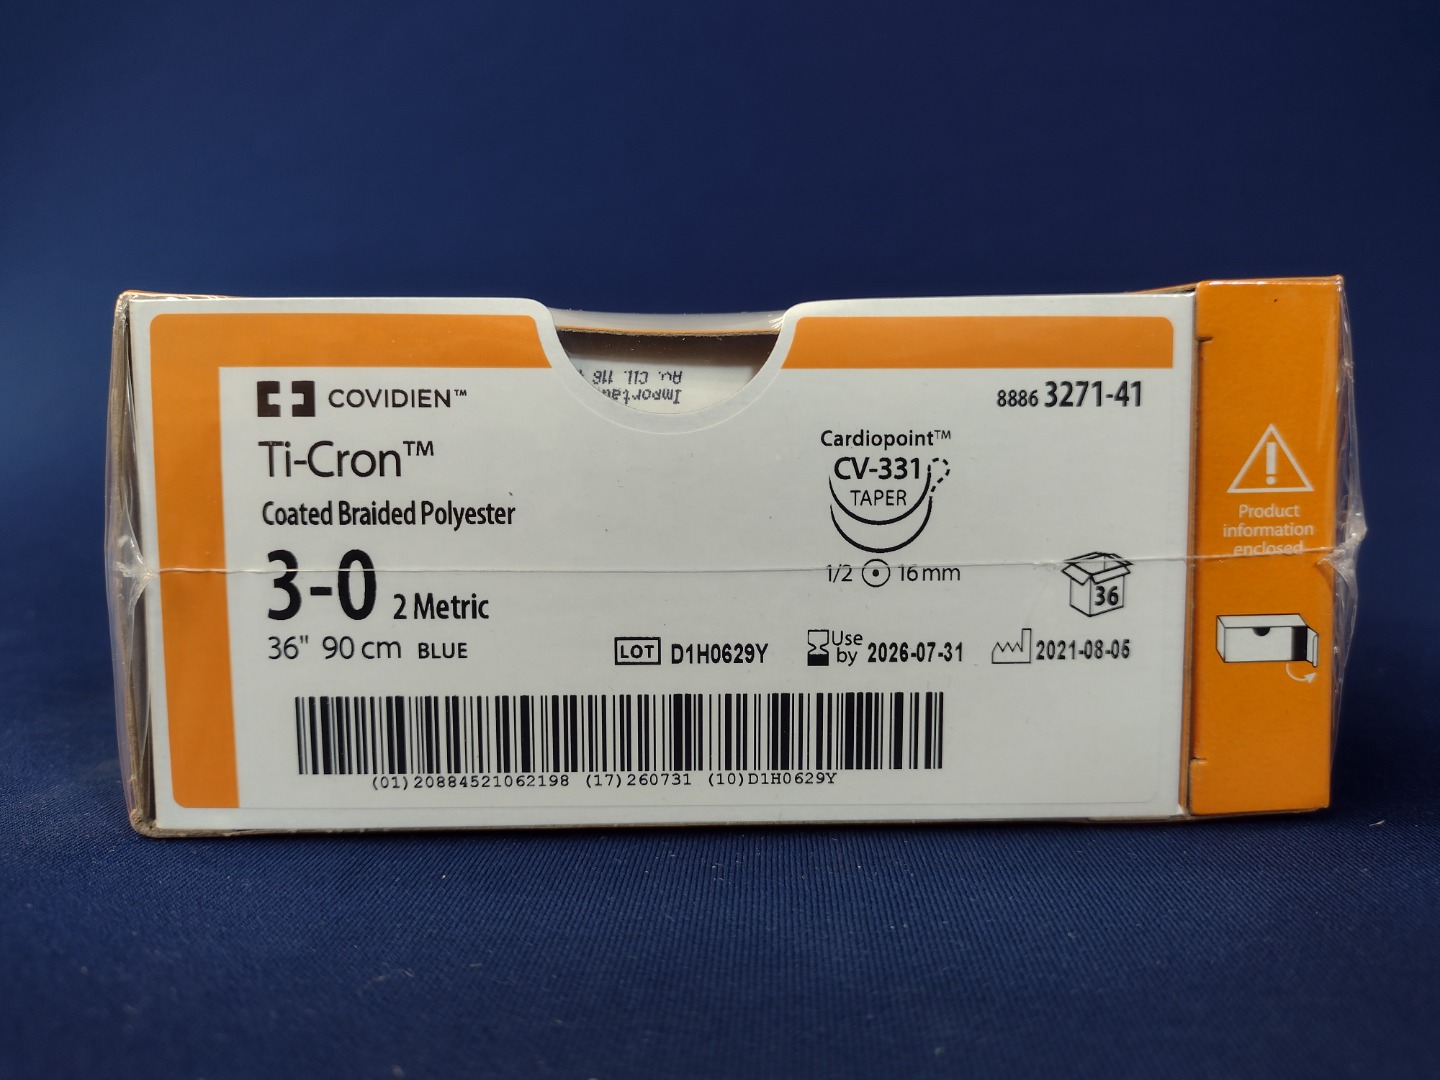 COVIDIEN™
8886 3271-41
Ti-Cron™
Coated Braided Polyester
3-0 2 Metric
36" 90 cm BLUE
Cardiopoint™
CV-331
TAPER
1/2 16 mm
36
LOT D1H0629Y
Use by 2026-07-31
2021-08-05
(01)20884521062198 (17)260731 (10)D1H0629Y
Product
information
enclosed